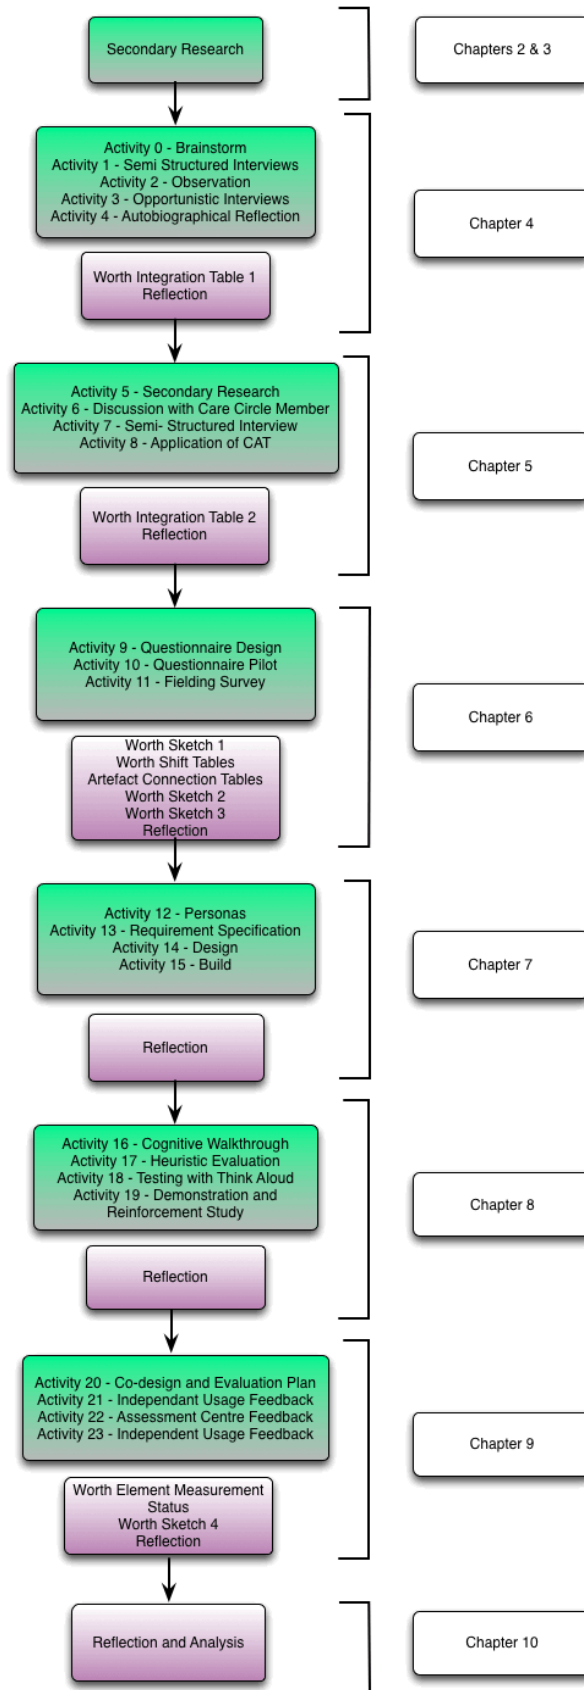 Secondary Research
Chapters 2 & 3
Activity 0 - Brainstorm
Activity 1 - Semi Structured Interviews
Activity 2 - Observation
Activity 3 - Opportunistic Interviews
Activity 4 - Autobiographical Reflection
Chapter 4
Worth Integration Table 1
Reflection
Activity 5 - Secondary Research
Activity 6 - Discussion with Care Circle Member
Activity 7 - Semi- Structured Interview
Activity 8 - Application of CAT
Chapter 5
Worth Integration Table 2
Reflection
Activity 9 - Questionnaire Design
Activity 10 - Questionnaire Pilot
Activity 11 - Fielding Survey
Chapter 6
Worth Sketch 1
Worth Shift Tables
Artefact Connection Tables
Worth Sketch 2
Worth Sketch 3
Reflection
Activity 12 - Personas
Activity 13 - Requirement Specification
Activity 14 - Design
Activity 15 - Build
Chapter 7
Reflection
Activity 16 - Cognitive Walkthrough
Activity 17 - Heuristic Evaluation
Activity 18 - Testing with Think Aloud
Activity 19 - Demonstration and
Reinforcement Study
Chapter 8
Reflection
Activity 20 - Co-design and Evaluation Plan
Activity 21 - Independant Usage Feedback
Activity 22 - Assessment Centre Feedback
Activity 23 - Independent Usage Feedback
Chapter 9
Worth Element Measurement
Status
Worth Sketch 4
Reflection
Reflection and Analysis
Chapter 10